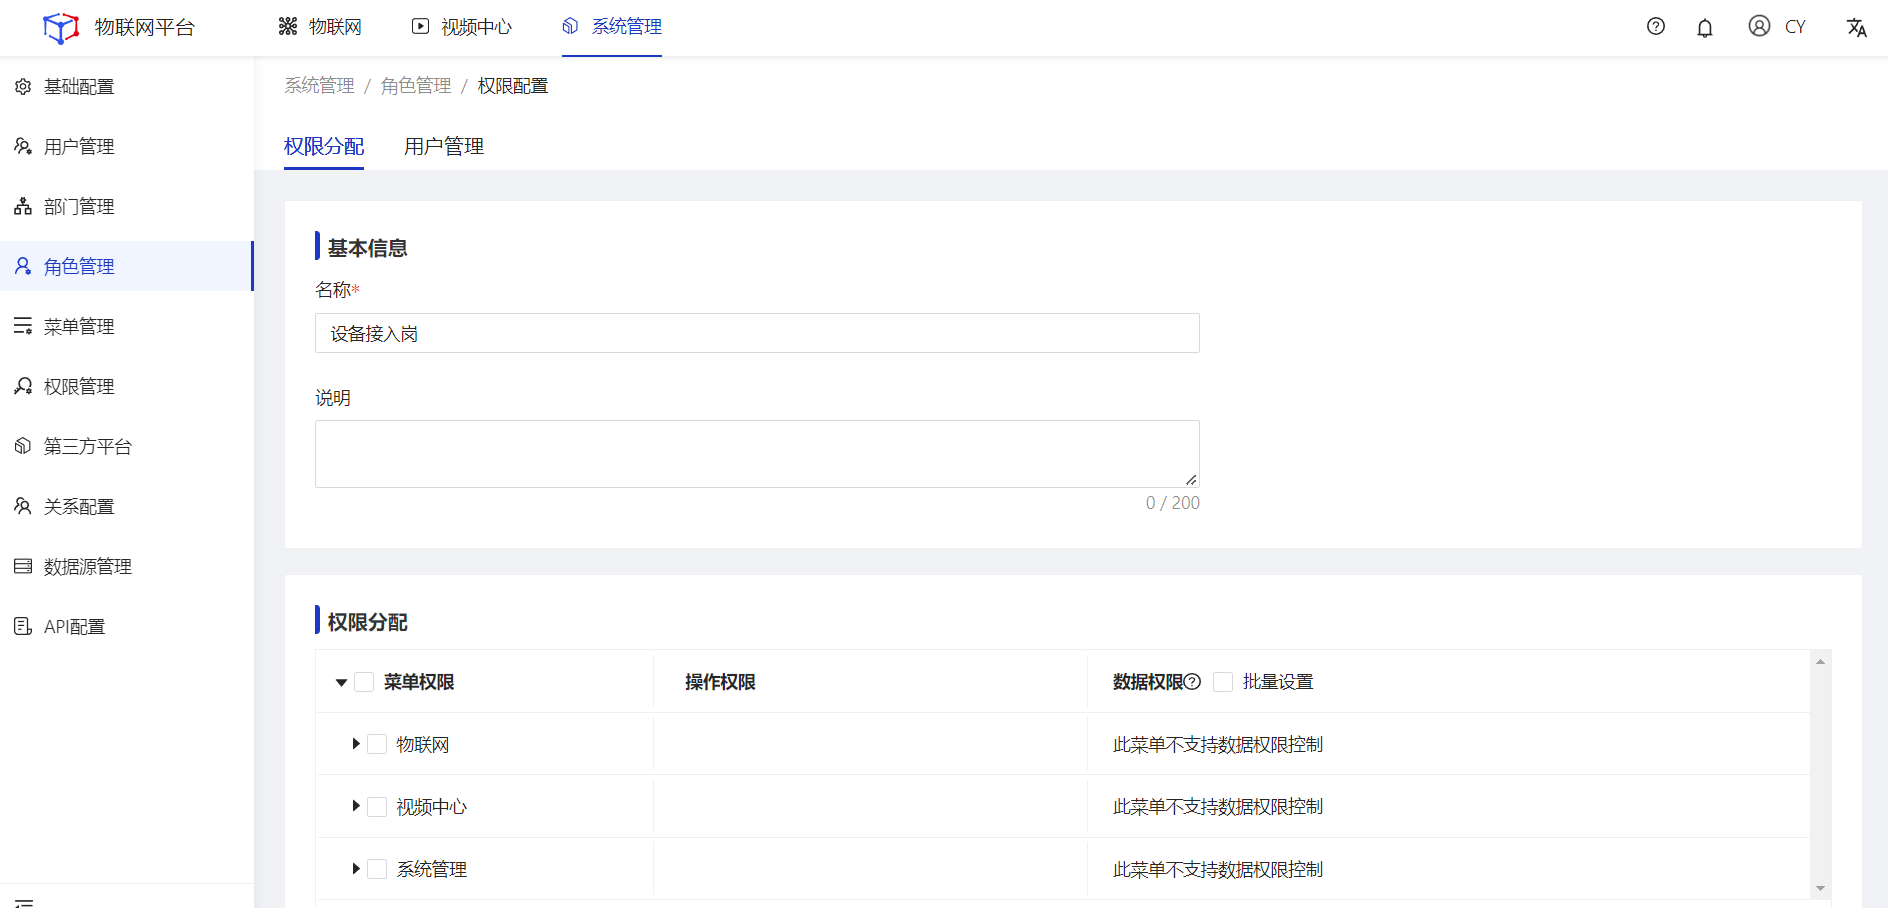 物联网平台 物联网 视频中心 系统管理 CY
基础配置
用户管理
部门管理
角色管理
菜单管理
权限管理
第三方平台
关系配置
数据源管理
API配置
系统管理 / 角色管理 / 权限配置
权限分配 用户管理
基本信息
名称*
设备接入岗
说明
0 / 200
权限分配
菜单权限 操作权限 数据权限 批量设置
物联网 此菜单不支持数据权限控制
视频中心 此菜单不支持数据权限控制
系统管理 此菜单不支持数据权限控制